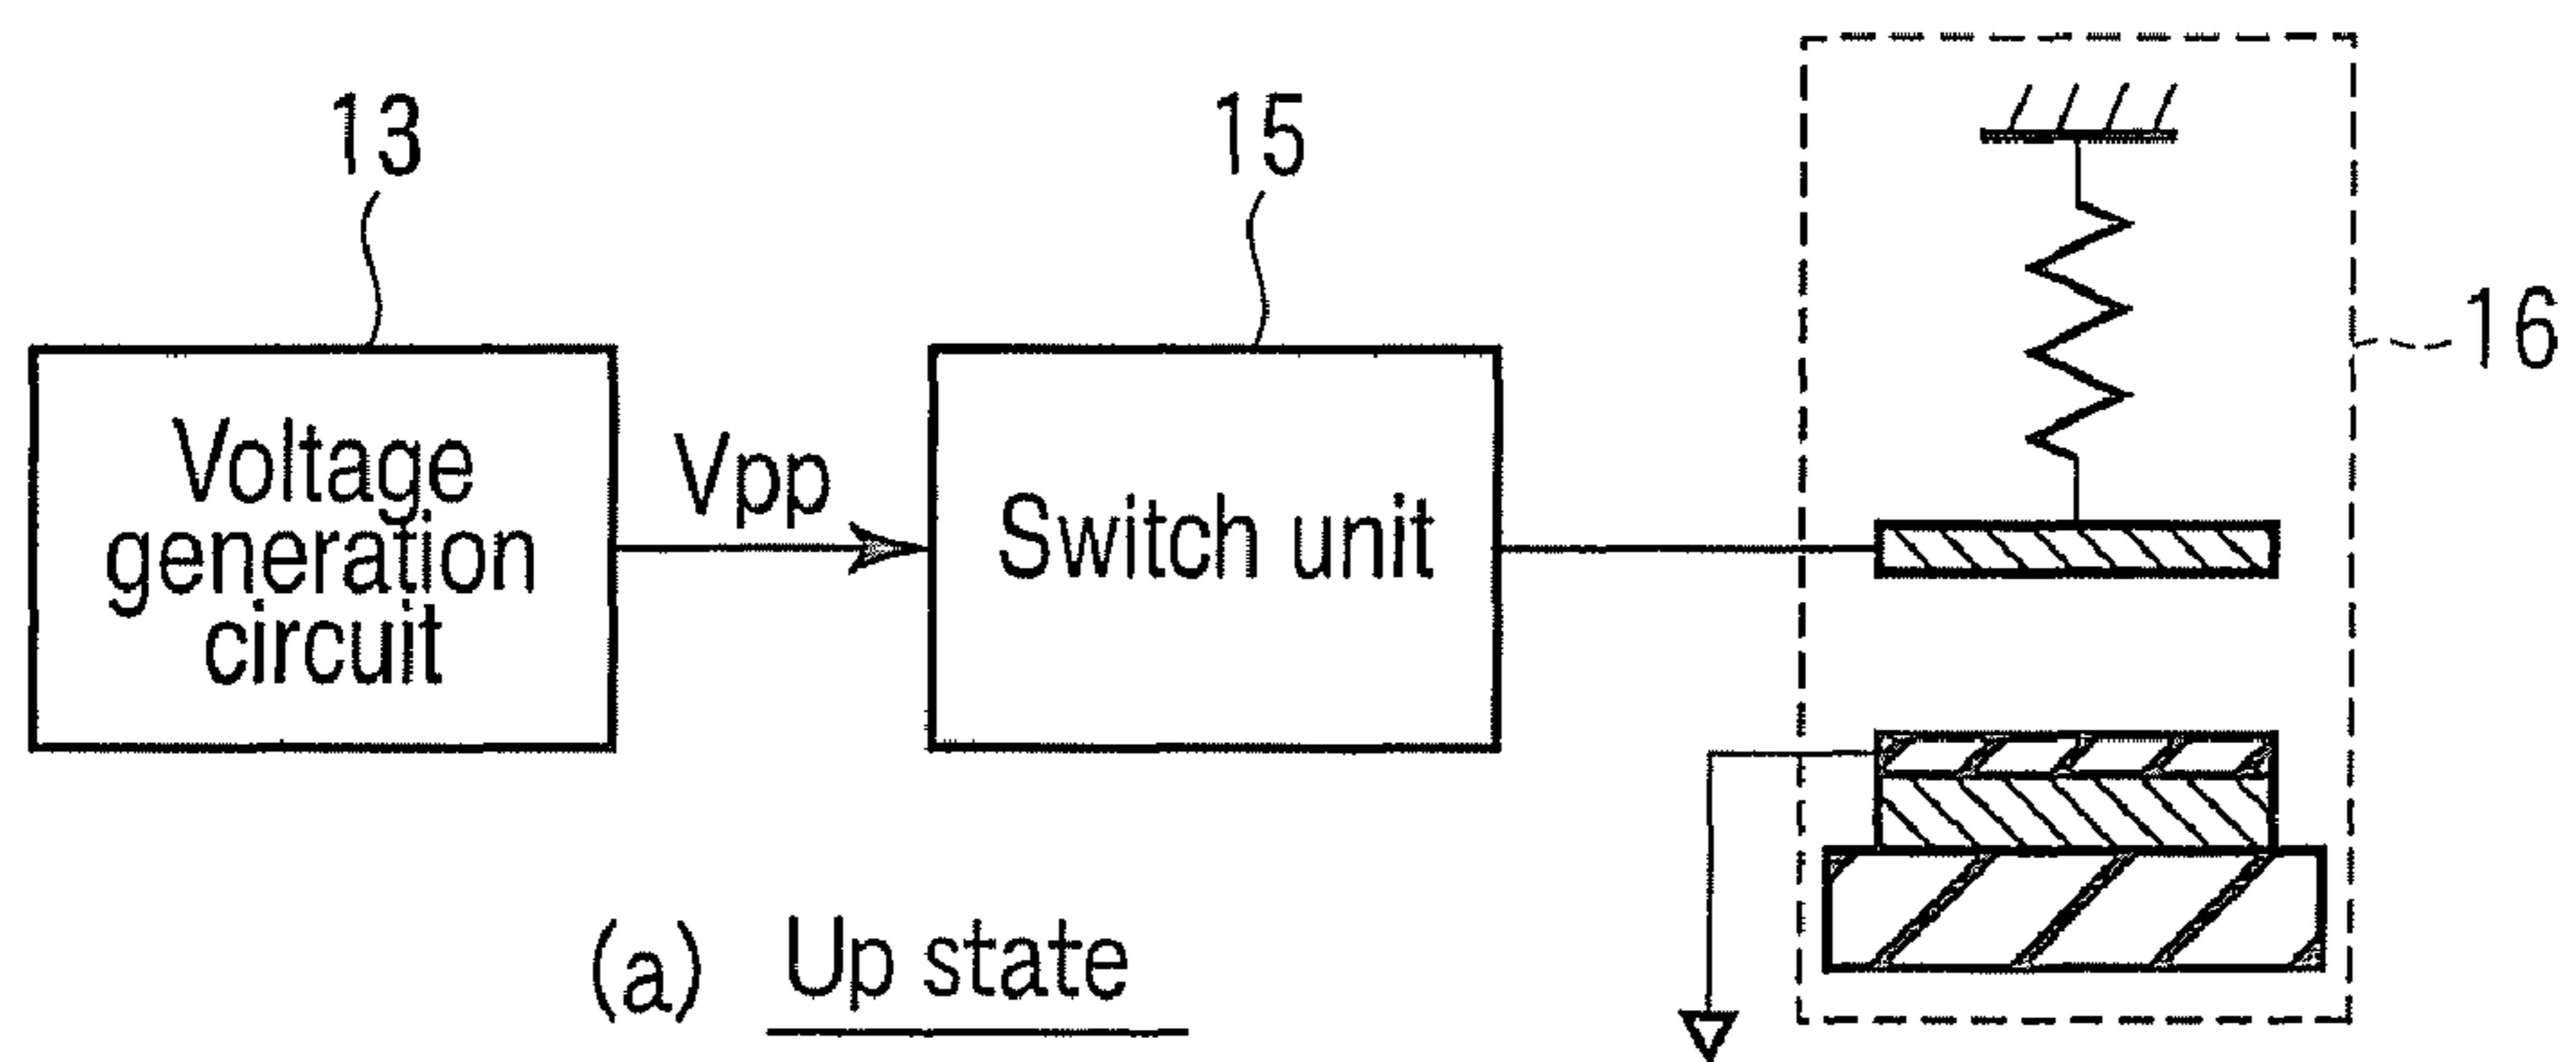 13
15
16
Voltage
generation
circuit
Vpp
Switch unit
(a) Up state